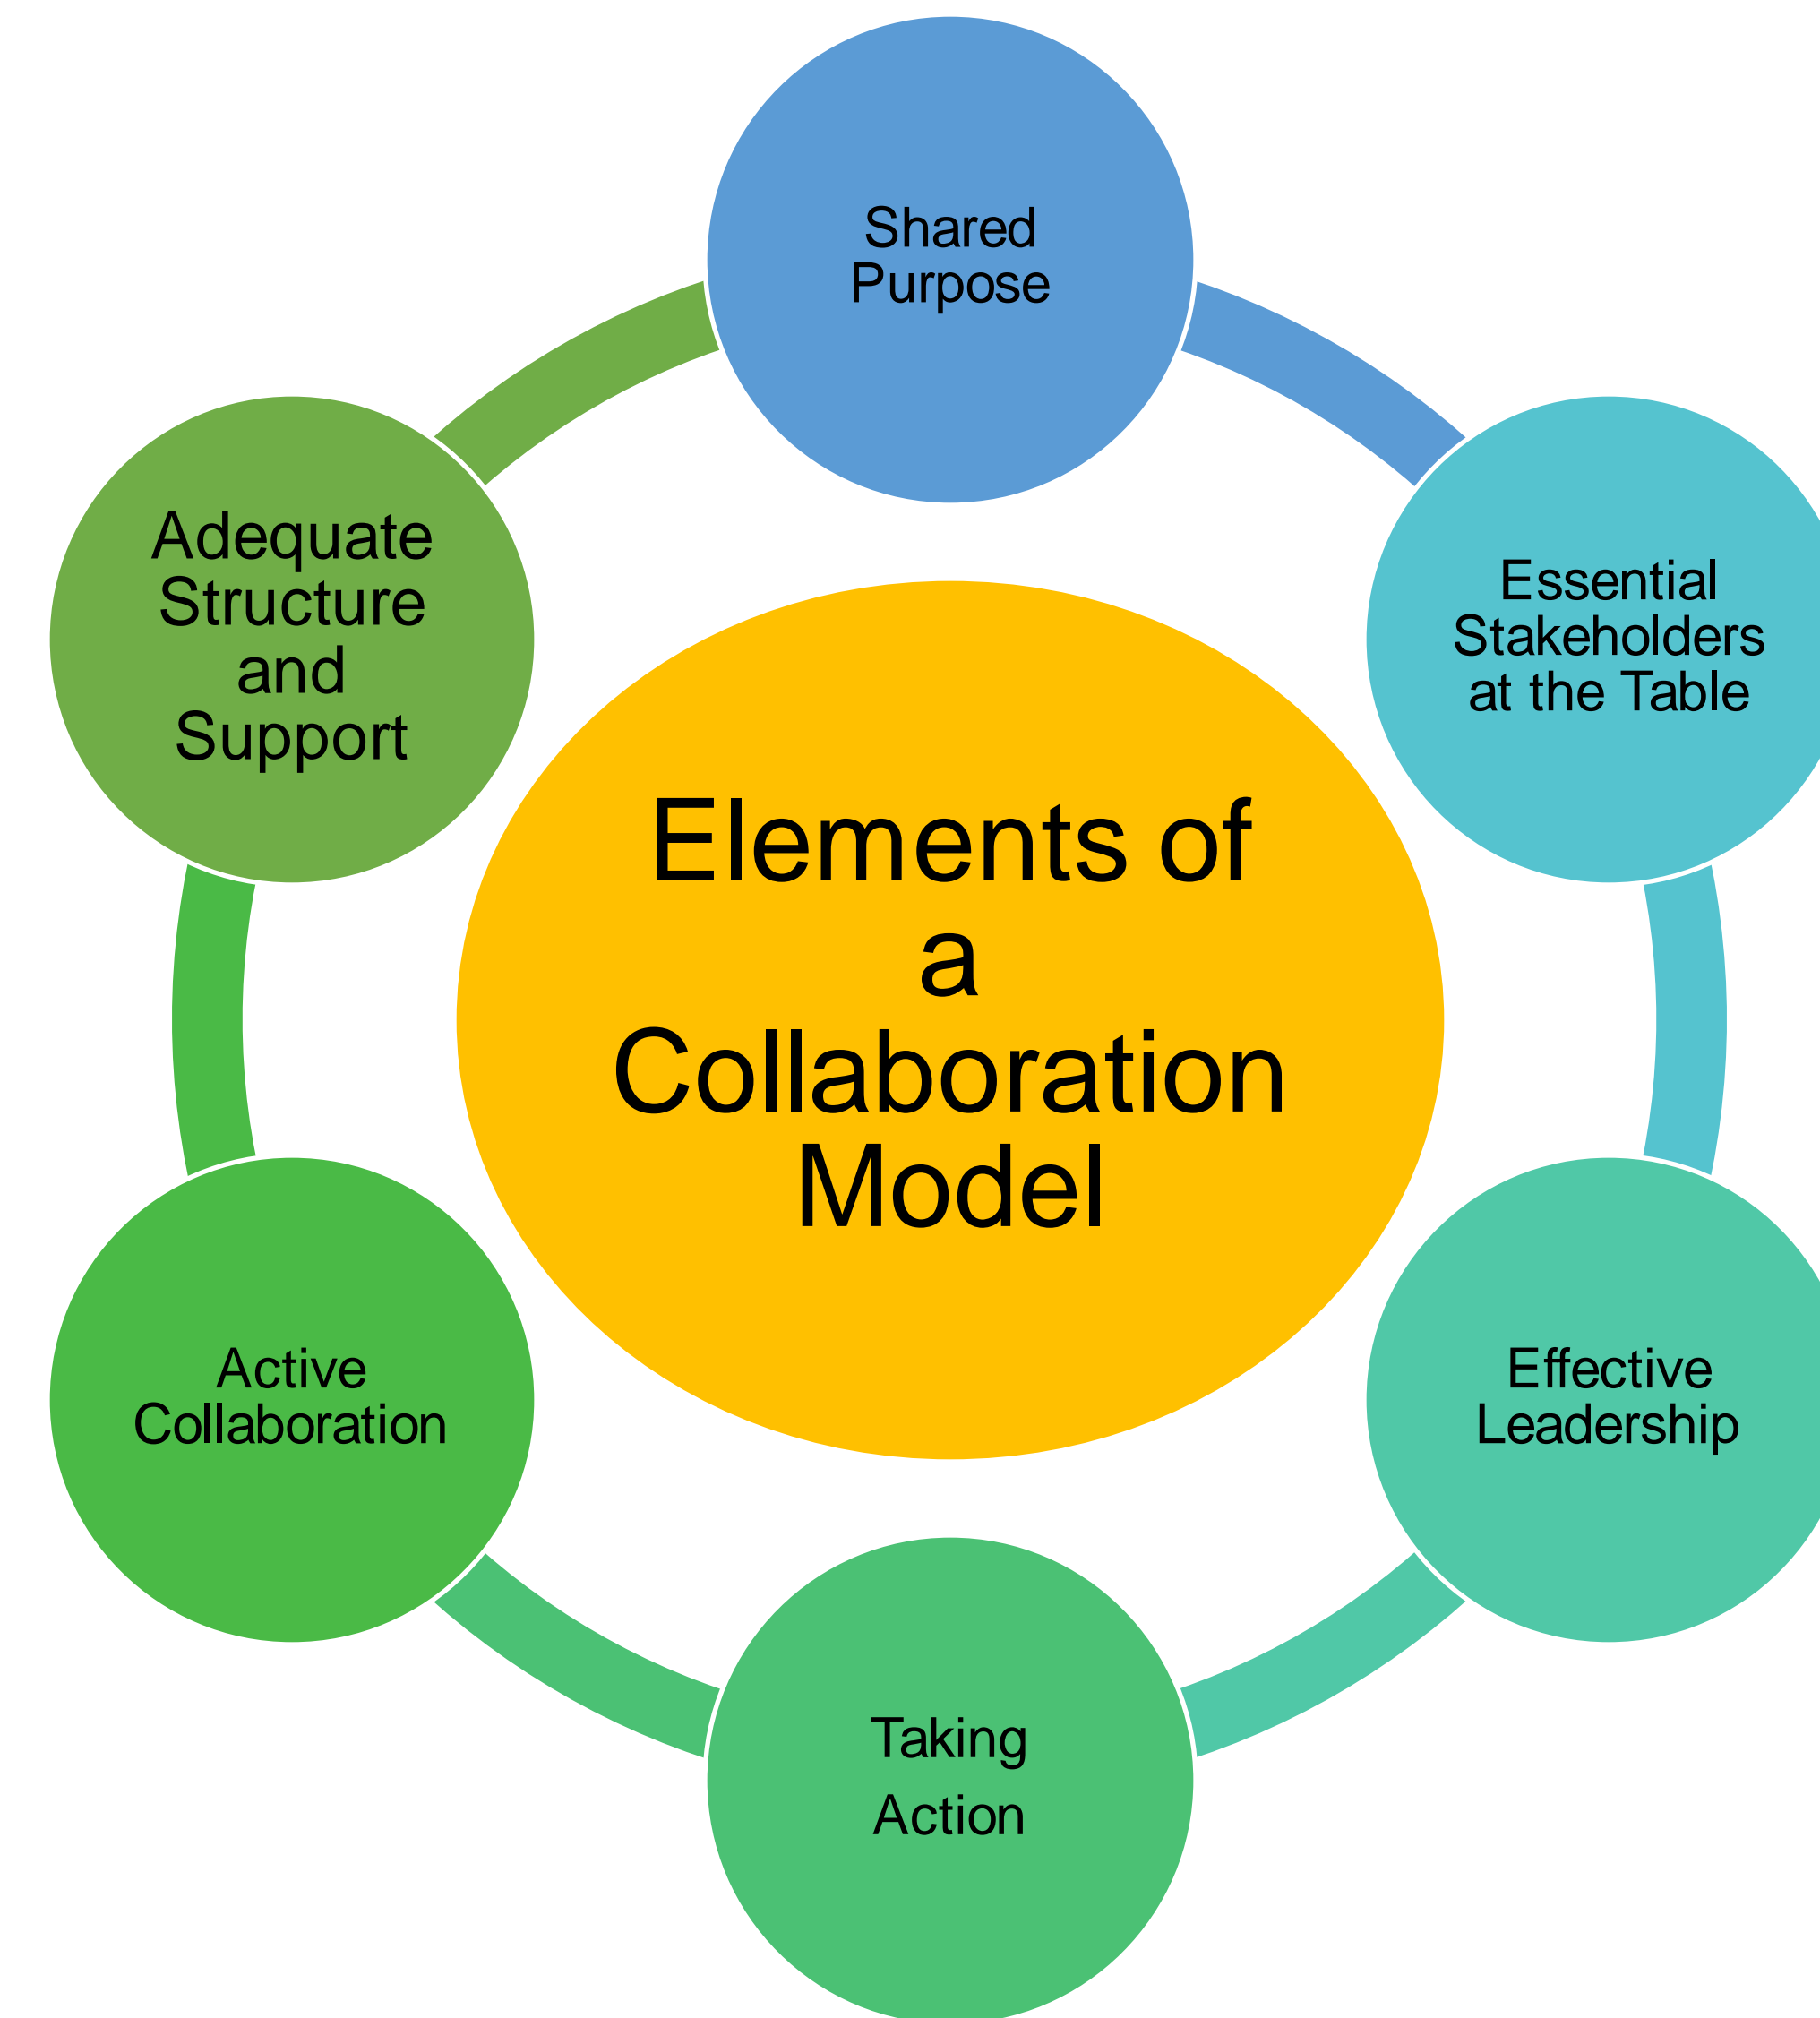 Shared
Purpose
Essential
Stakeholders
at the Table
Effective
Leadership
Taking
Action
Active
Collaboration
Adequate
Structure
and
Support
Elements of
a
Collaboration
Model